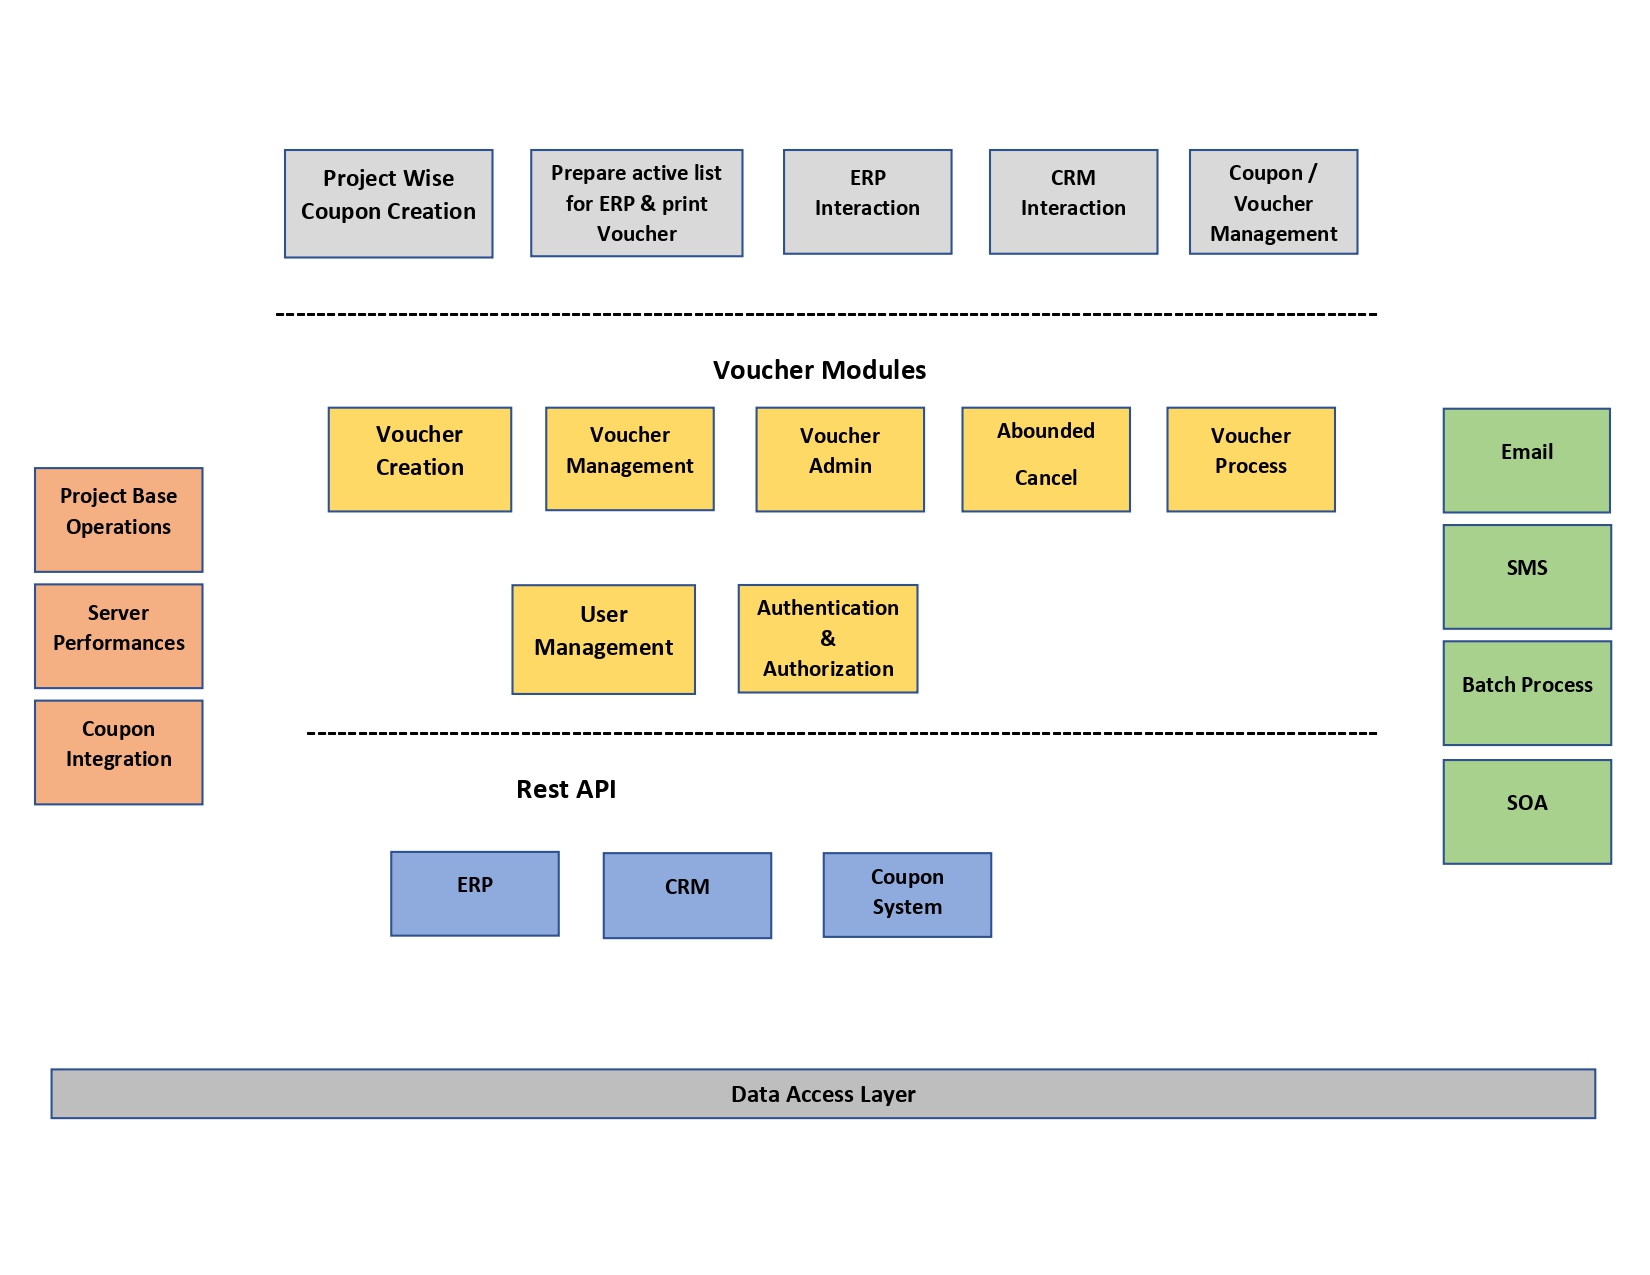 Project Wise
Coupon Creation
Prepare active list
for ERP & print
Voucher
ERP
Interaction
CRM
Interaction
Coupon /
Voucher
Management
Voucher Modules
Voucher
Creation
Voucher
Management
Voucher
Admin
Abounded
Cancel
Voucher
Process
User
Management
Authentication
&
Authorization
Project Base
Operations
Server
Performances
Coupon
Integration
Email
SMS
Batch Process
SOA
Rest API
ERP
CRM
Coupon
System
Data Access Layer